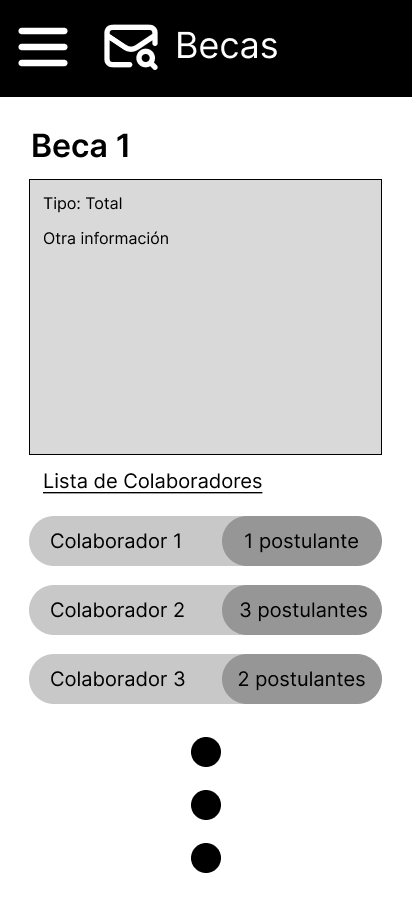 Becas
Beca 1
Tipo: Total
Otra información
Lista de Colaboradores
Colaborador 1 1 postulante
Colaborador 2 3 postulantes
Colaborador 3 2 postulantes